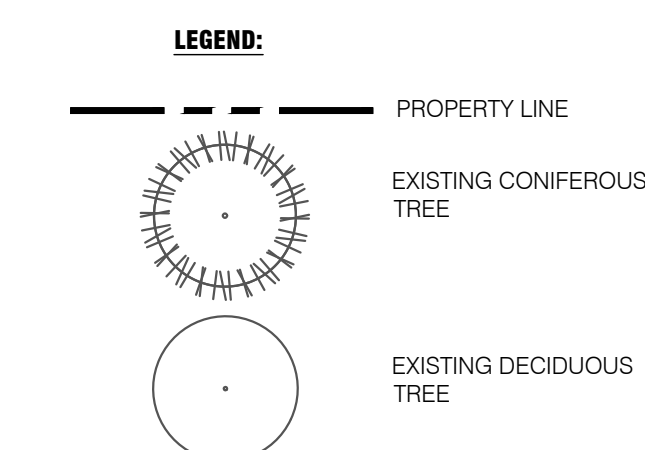 LEGEND:
PROPERTY LINE
EXISTING CONIFEROUS
TREE
EXISTING DECIDUOUS
TREE